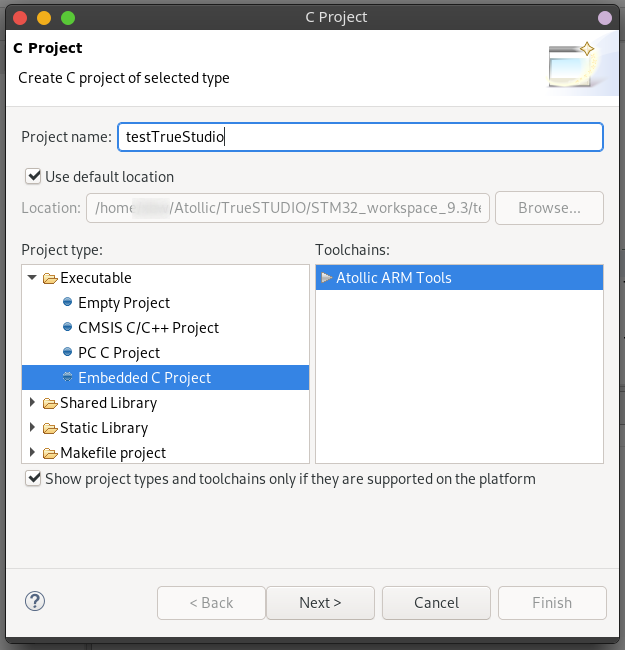 C Project
C Project
Create C project of selected type
Project name: testTrueStudio
Use default location
Location: /home/ /Atollic/TrueSTUDIO/STM32_workspace_9.3/te Browse...
Project type: Toolchains:
Executable Atollic ARM Tools
Empty Project
CMSIS C/C++ Project
PC C Project
Embedded C Project
Shared Library
Static Library
Makefile project
Show project types and toolchains only if they are supported on the platform
? < Back Next > Cancel Finish